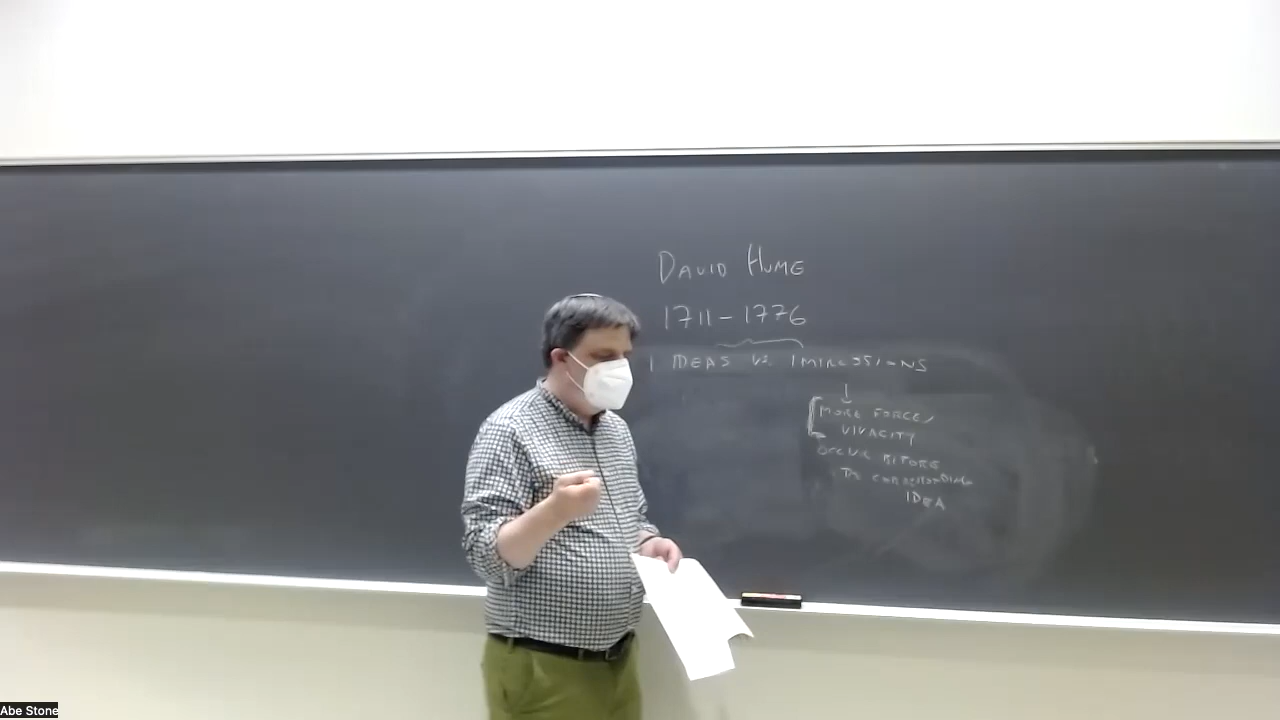 DAVID HUME
1711-1776
1 IDEAS VS. IMPRESSIONS
MORE FORCE/
VIVACITY
OCCUR BEFORE
THE CORRESPONDING
IDEA
Abe Stone